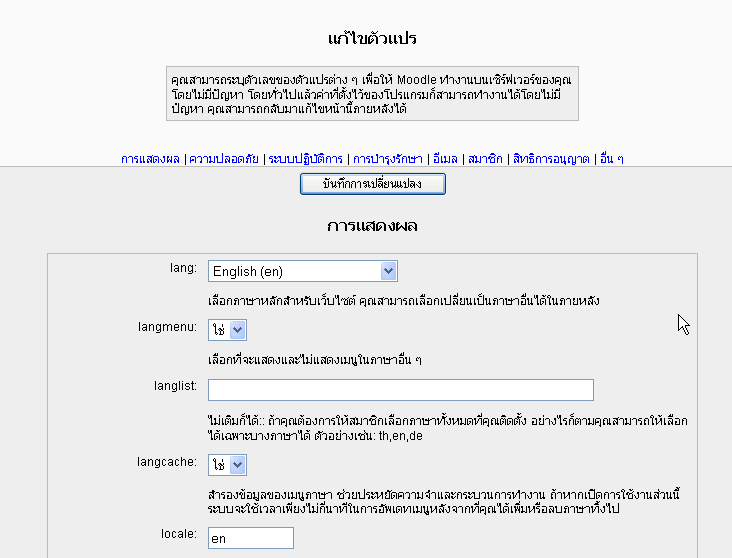 แก้ไขตัวแปร
คุณสามารถระบุตัวเลขของตัวแปรต่าง ๆ เพื่อให้ Moodle ทำงานบนเซิร์ฟเวอร์ของคุณ
โดยไม่มีปัญหา โดยทั่วไปแล้วค่าที่ตั้งไว้ของโปรแกรมก็สามารถทำงานได้โดยไม่มี
ปัญหา คุณสามารถกลับมาแก้ไขหน้านี้ภายหลังได้
การแสดงผล | ความปลอดภัย | ระบบปฏิบัติการ | การบำรุงรักษา | อีเมล | สมาชิก | สิทธิการอนุญาต | อื่น ๆ
บันทึกการเปลี่ยนแปลง
การแสดงผล
lang: English (en)
เลือกภาษาหลักสำหรับเว็บไซต์ คุณสามารถเลือกเปลี่ยนเป็นภาษาอื่นได้ในภายหลัง
langmenu: ใช่
เลือกที่จะแสดงและไม่แสดงเมนูในภาษาอื่น ๆ
langlist:
ไม่เติมก็ได้:: ถ้าคุณต้องการให้สมาชิกเลือกภาษาทั้งหมดที่คุณติดตั้ง อย่างไรก็ตามคุณสามารถให้เลือก
ได้เฉพาะบางภาษาได้ ตัวอย่างเช่น: th,en,de
langcache: ใช่
สำรองข้อมูลของเมนูภาษา ช่วยประหยัดความจำและกระบวนการทำงาน ถ้าหากเปิดการใช้งานส่วนนี้
ระบบจะใช้เวลาเพียงไม่กี่นาทีในการอัพเดทเมนูหลังจากที่คุณได้เพิ่มหรือลบภาษาทิ้งไป
locale: en